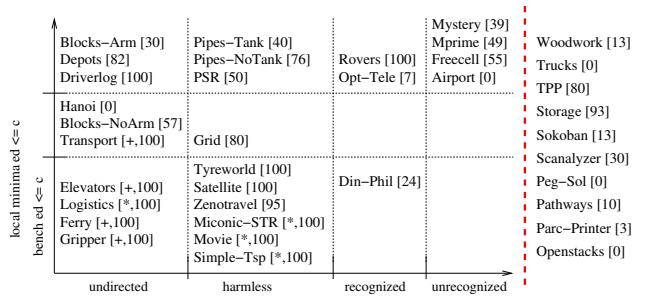 Mystery [39]
Blocks−Arm [30] Pipes−Tank [40] Mprime [49] Woodwork [13]
Depots [82] Pipes−NoTank [76] Rovers [100] Freecell [55] Trucks [0]
Driverlog [100] PSR [50] Opt−Tele [7] Airport [0] TPP [80]
Hanoi [0] Storage [93]
Blocks−NoArm [57]
Transport [+,100] Grid [80] Sokoban [13]
Tyreworld [100] Scanalyzer [30]
Elevators [+,100] Satellite [100] Din−Phil [24] Peg−Sol [0]
Logistics [*,100] Zenotravel [95] Pathways [10]
Ferry [+,100] Miconic−STR [*,100] Parc−Printer [3]
Gripper [+,100] Movie [*,100] Openstacks [0]
Simple−Tsp [*,100]
local minima ed <= c
bench ed <= c
undirected harmless recognized unrecognized